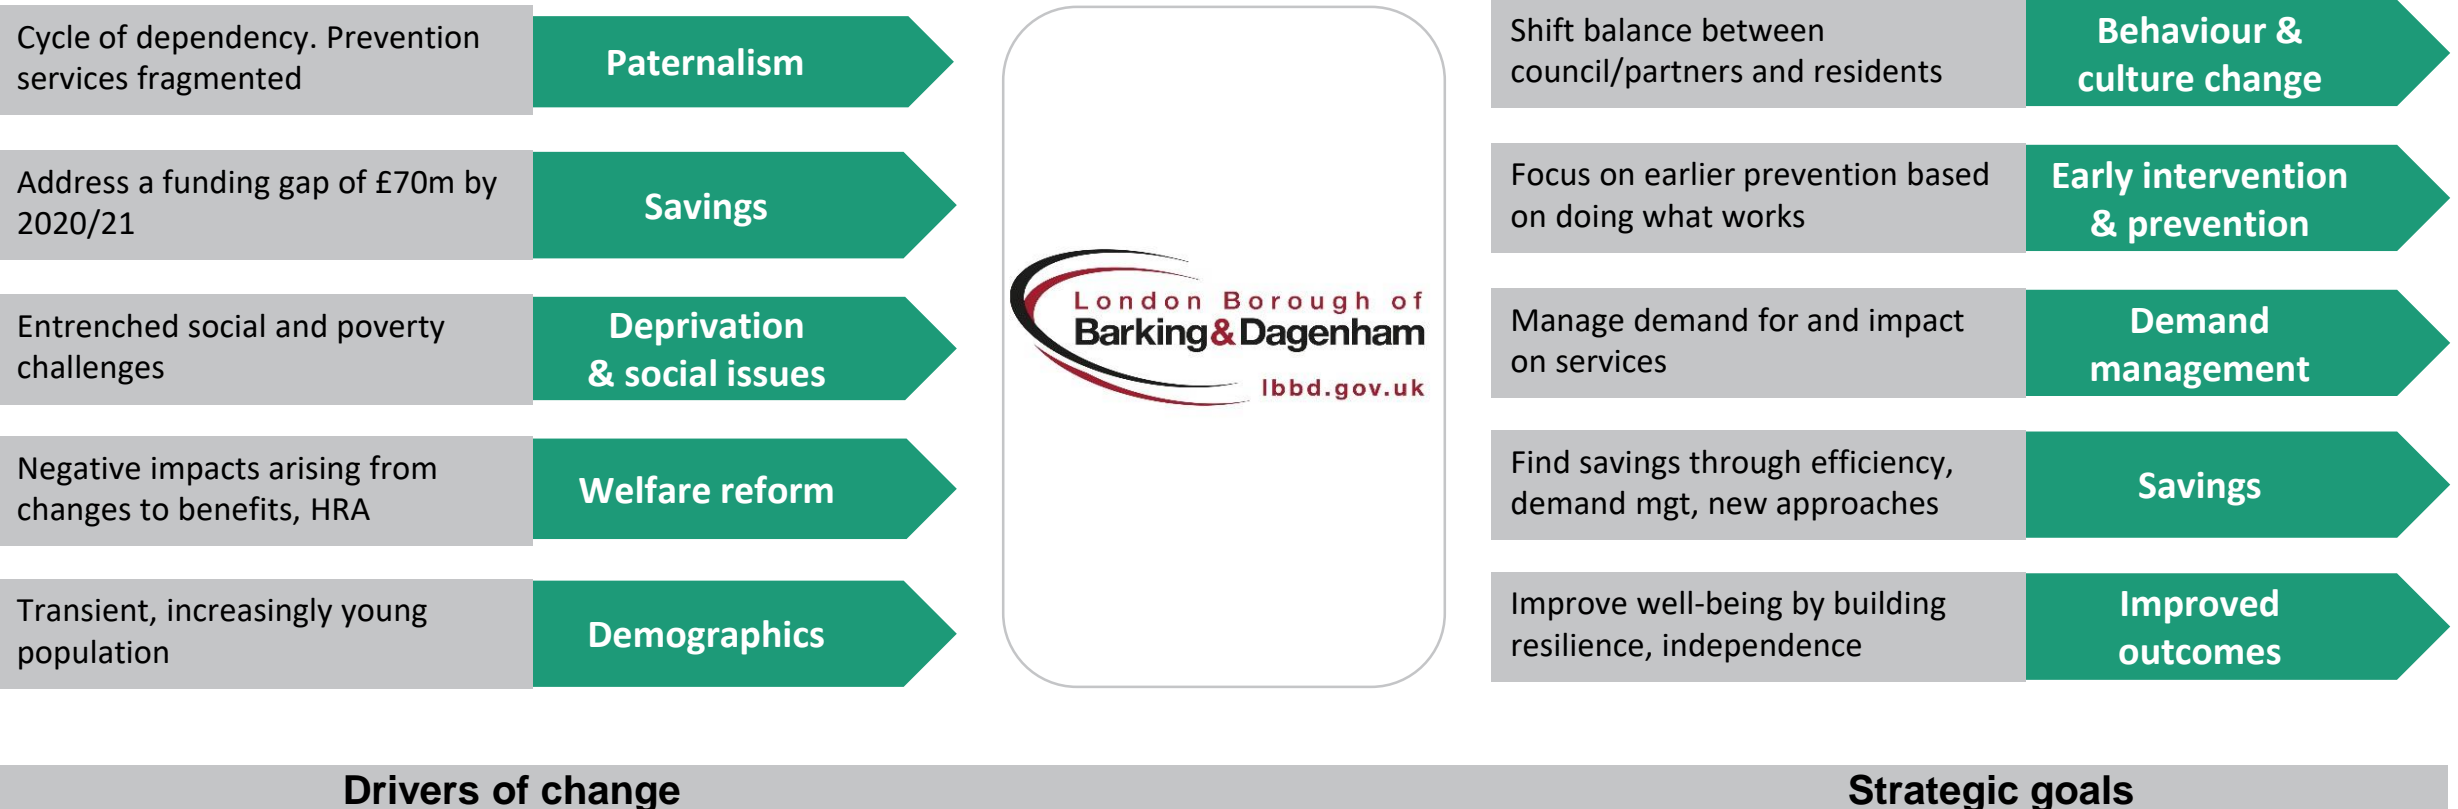 Cycle of dependency. Prevention
services fragmented
Paternalism
Address a funding gap of £70m by
2020/21
Savings
Entrenched social and poverty
challenges
Deprivation
& social issues
Negative impacts arising from
changes to benefits, HRA
Welfare reform
Transient, increasingly young
population
Demographics
London Borough of
Barking&Dagenham
lbbd.gov.uk
Shift balance between
council/partners and residents
Behaviour &
culture change
Focus on earlier prevention based
on doing what works
Early intervention
& prevention
Manage demand for and impact
on services
Demand
management
Find savings through efficiency,
demand mgt, new approaches
Savings
Improve well-being by building
resilience, independence
Improved
outcomes
Drivers of change
Strategic goals